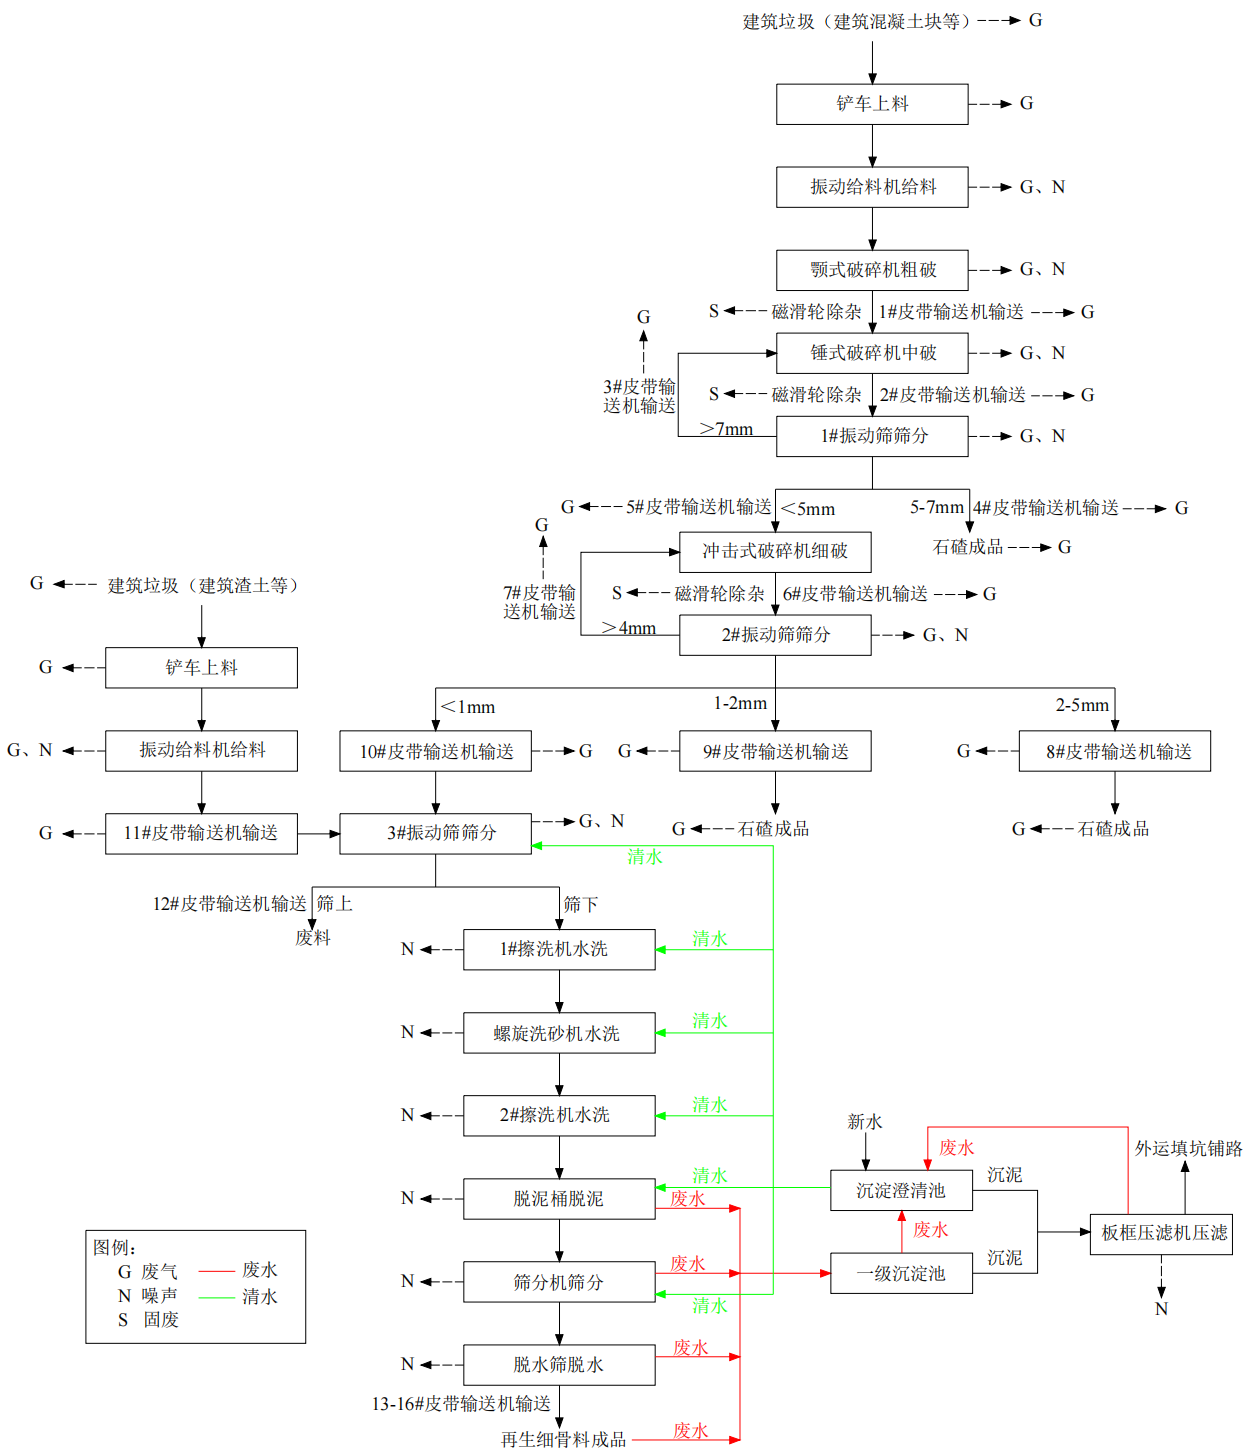 建筑垃圾（建筑混凝土块等） G
铲车上料 G
振动给料机给料 G、N
颚式破碎机粗破 G、N
S 磁滑轮除杂 1#皮带输送机输送 G
G
锤式破碎机中破 G、N
3#皮带输
送机输送
S 磁滑轮除杂 2#皮带输送机输送 G
＞7mm
1#振动筛筛分 G、N
G 5#皮带输送机输送 ＜5mm
5-7mm 4#皮带输送机输送 G
G
石碴成品 G
冲击式破碎机细破
7#皮带输
送机输送
S 磁滑轮除杂 6#皮带输送机输送 G
＞4mm
2#振动筛筛分 G、N
G 建筑垃圾（建筑渣土等）
G 铲车上料
G、N 振动给料机给料
G 11#皮带输送机输送
＜1mm
1-2mm
2-5mm
10#皮带输送机输送 G
G 9#皮带输送机输送
G 8#皮带输送机输送
3#振动筛筛分 G、N
G 石碴成品
G 石碴成品
清水
12#皮带输送机输送 筛上
筛下
废料
N 1#擦洗机水洗 清水
N 螺旋洗砂机水洗 清水
N 2#擦洗机水洗 清水
N 脱泥桶脱泥 清水
废水
N 筛分机筛分 废水
清水
N 脱水筛脱水 废水
13-16#皮带输送机输送
再生细骨料成品 废水
新水
废水
外运填坑铺路
沉淀澄清池 沉泥
废水
板框压滤机压滤
一级沉淀池 沉泥
N
图例：
G 废气 废水
N 噪声 清水
S 固废